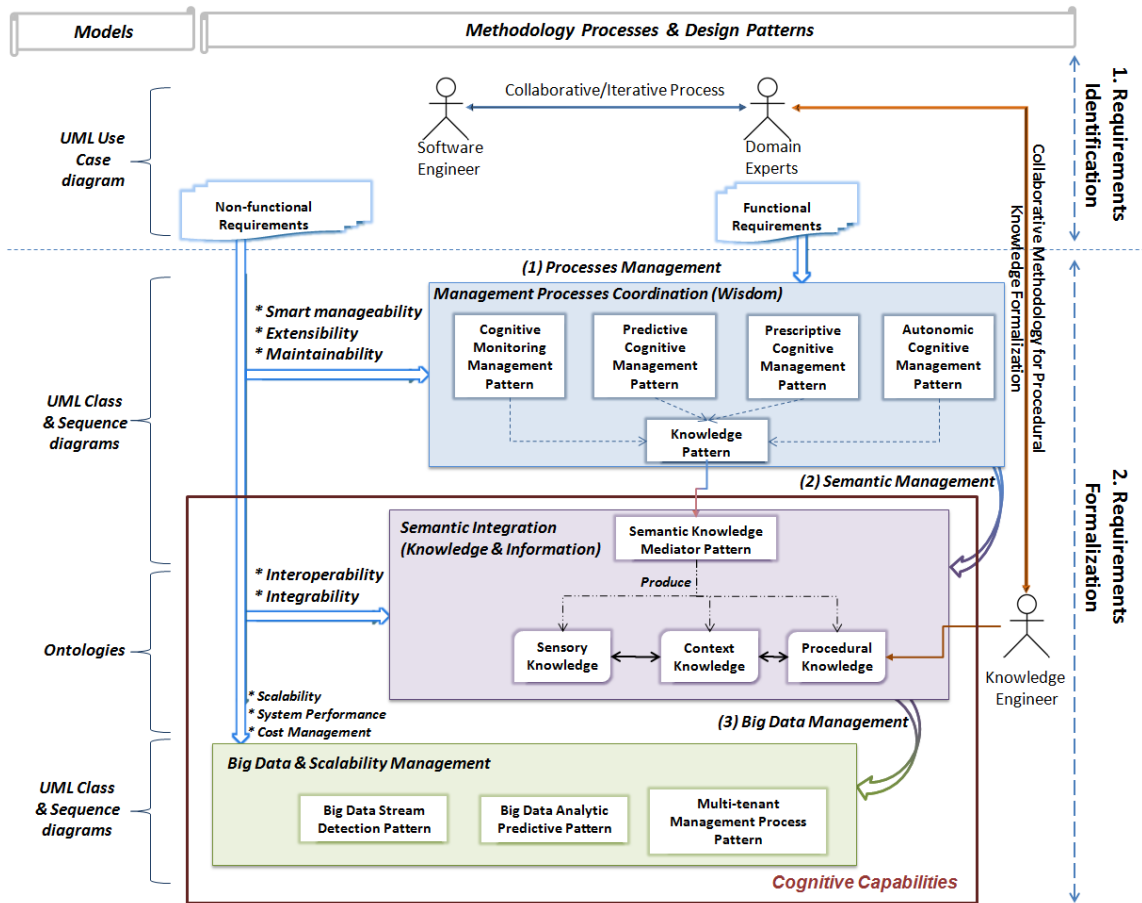 Models
Methodology Processes & Design Patterns
1. Requirements
Identification
UML Use
Case
diagram
Collaborative/Iterative Process
Software
Engineer
Domain
Experts
Non-functional
Requirements
Functional
Requirements
Collaborative Methodology for Procedural
Knowledge Formalization
(1) Processes Management
Management Processes Coordination (Wisdom)
* Smart manageability
* Extensibility
* Maintainability
Cognitive
Monitoring
Management
Pattern
Predictive
Cognitive
Management
Pattern
Prescriptive
Cognitive
Management
Pattern
Autonomic
Cognitive
Management
Pattern
Knowledge
Pattern
UML Class
& Sequence
diagrams
(2) Semantic Management
2. Requirements
Formalization
Semantic Integration
(Knowledge & Information)
Semantic Knowledge
Mediator Pattern
Produce
* Interoperability
* Integrability
Sensory
Knowledge
Context
Knowledge
Procedural
Knowledge
Ontologies
Knowledge
Engineer
* Scalability
* System Performance
* Cost Management
(3) Big Data Management
Big Data & Scalability Management
UML Class
& Sequence
diagrams
Big Data Stream
Detection Pattern
Big Data Analytic
Predictive Pattern
Multi-tenant
Management Process
Pattern
Cognitive Capabilities